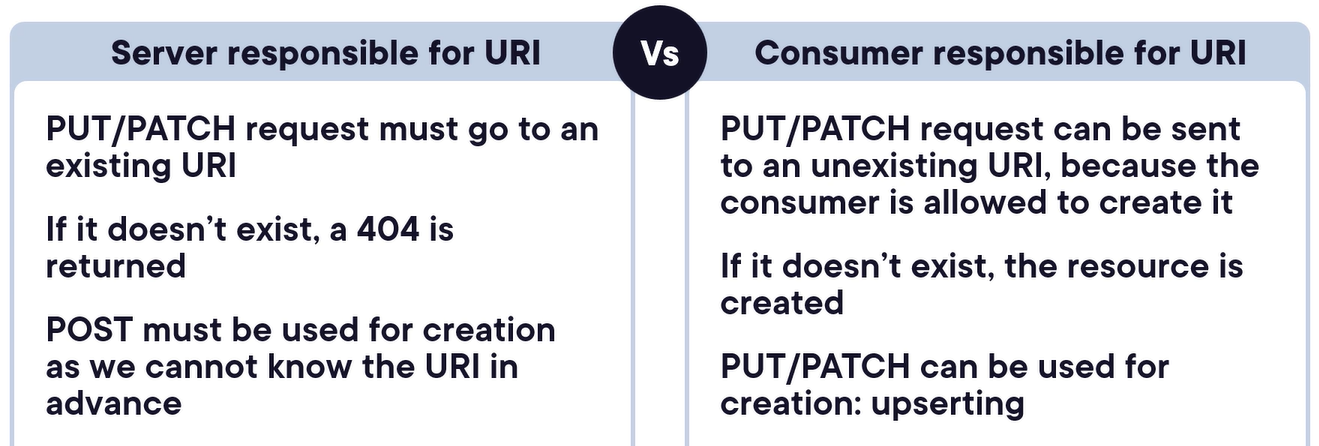 Server responsible for URI
Vs
Consumer responsible for URI
PUT/PATCH request must go to an
existing URI
If it doesn’t exist, a 404 is
returned
POST must be used for creation
as we cannot know the URI in
advance
PUT/PATCH request can be sent
to an unexisting URI, because the
consumer is allowed to create it
If it doesn’t exist, the resource is
created
PUT/PATCH can be used for
creation: upserting